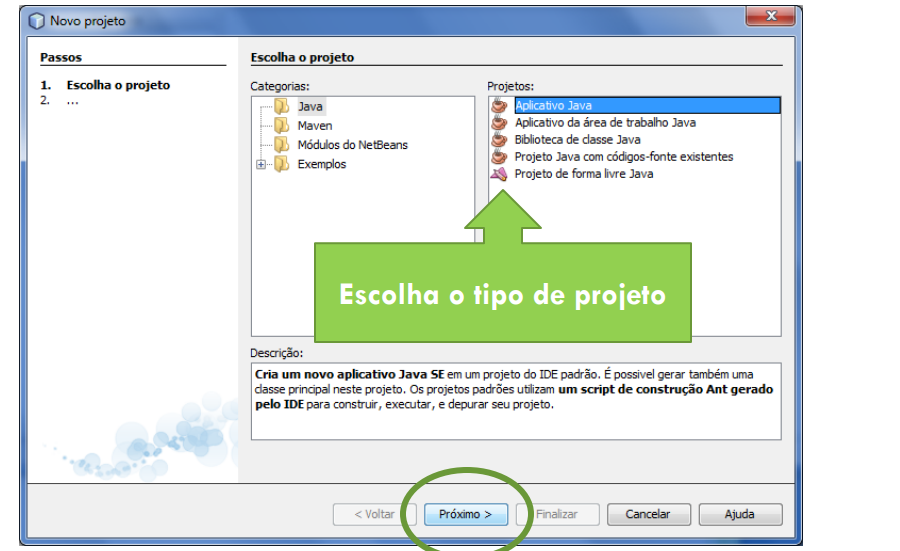 Novo projeto
Passos
1. Escolha o projeto
2. ...
Escolha o projeto
Categorias:
Java
Maven
Módulos do NetBeans
Exemplos
Projetos:
Aplicativo Java
Aplicativo da área de trabalho Java
Biblioteca de classe Java
Projeto Java com códigos-fonte existentes
Projeto de forma livre Java
Escolha o tipo de projeto
Descrição:
Cria um novo aplicativo Java SE em um projeto do IDE padrão. É possivel gerar também uma
classe principal neste projeto. Os projetos padrões utilizam um script de construção Ant gerado
pelo IDE para construir, executar, e depurar seu projeto.
< Voltar
Próximo >
Finalizar
Cancelar
Ajuda